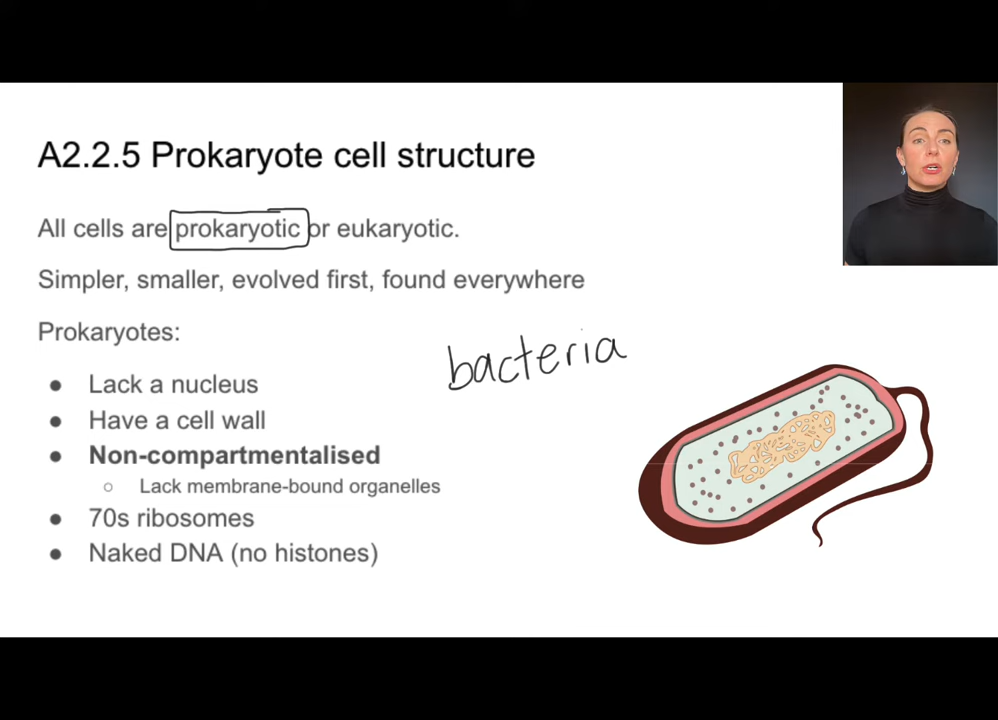 A2.2.5 Prokaryote cell structure
All cells are prokaryotic or eukaryotic.
Simpler, smaller, evolved first, found everywhere
Prokaryotes:
bacteria
● Lack a nucleus
● Have a cell wall
● Non-compartmentalised
○ Lack membrane-bound organelles
● 70s ribosomes
● Naked DNA (no histones)